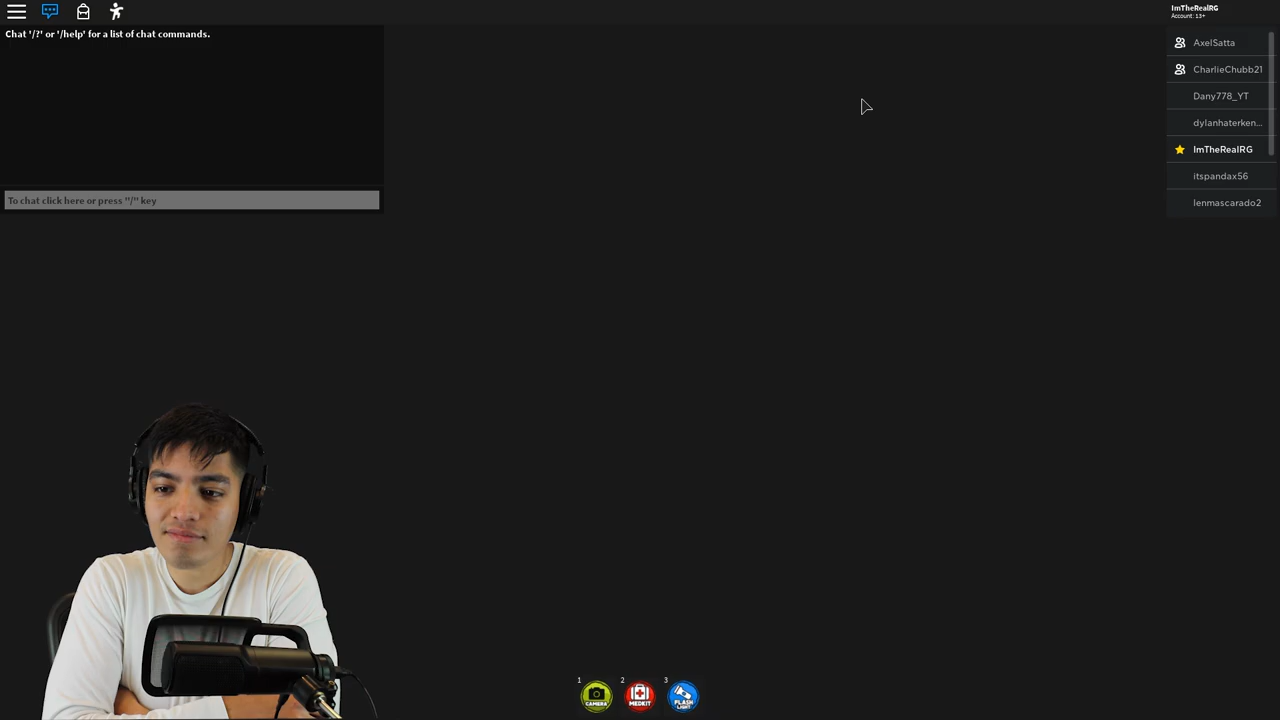 ImTheRealRG
Account: 13+
Chat '/?' or '/help' for a list of chat commands.
To chat click here or press "/" key
AxelSatta
CharlieChubb21
Dany778_YT
dylanhaterken...
ImTheRealRG
itspandax56
lenmascarado2
1 2 3
CAMERA MEDKIT FLASH
LIGHT